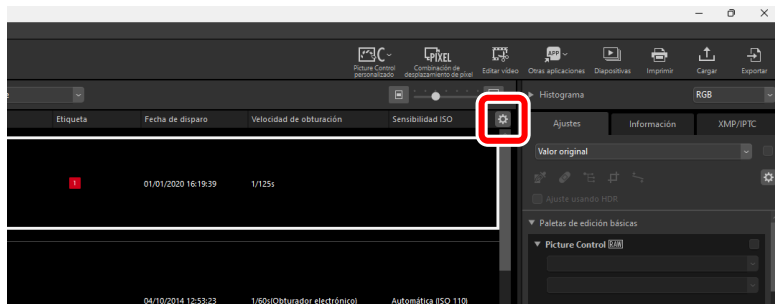 Picture Control personalizado
Combinación de desplazamiento de píxel
Editar vídeo
APP
Otras aplicaciones
Diapositivas
Imprimir
Cargar
Exportar
Histograma
RGB
Etiqueta
Fecha de disparo
Velocidad de obturación
Sensibilidad ISO
Ajustes
Información
XMP/IPTC
Valor original
1
01/01/2020 16:19:39
1/125s
Ajuste usando HDR
Paletas de edición básicas
Picture Control RAW
04/10/2014 12:53:23
1/60s(Obturador electrónico)
Automática (ISO 110)